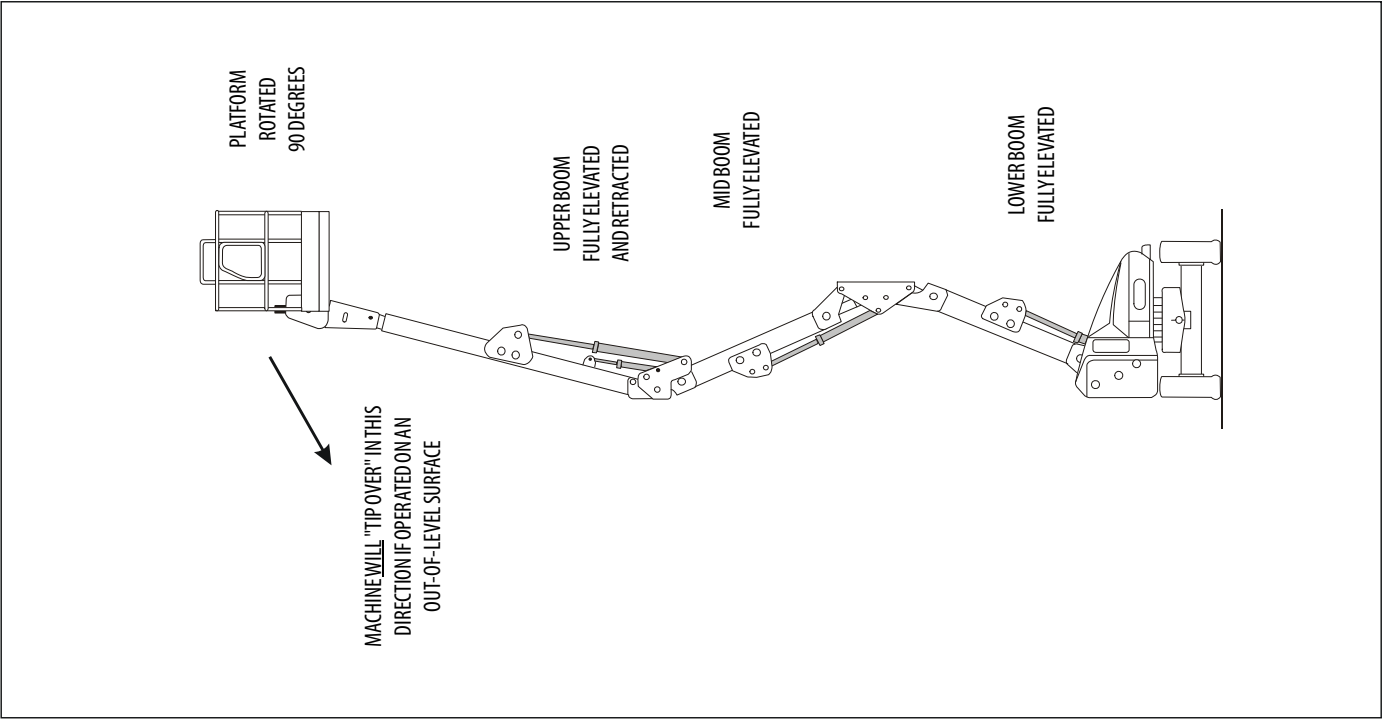 PLATFORM
ROTATED
90 DEGREES
MACHINE WILL "TIP OVER" IN THIS
DIRECTION IF OPERATED ON AN
OUT-OF-LEVEL SURFACE
UPPER BOOM
FULLY ELEVATED
AND RETRACTED
MID BOOM
FULLY ELEVATED
LOWER BOOM
FULLY ELEVATED